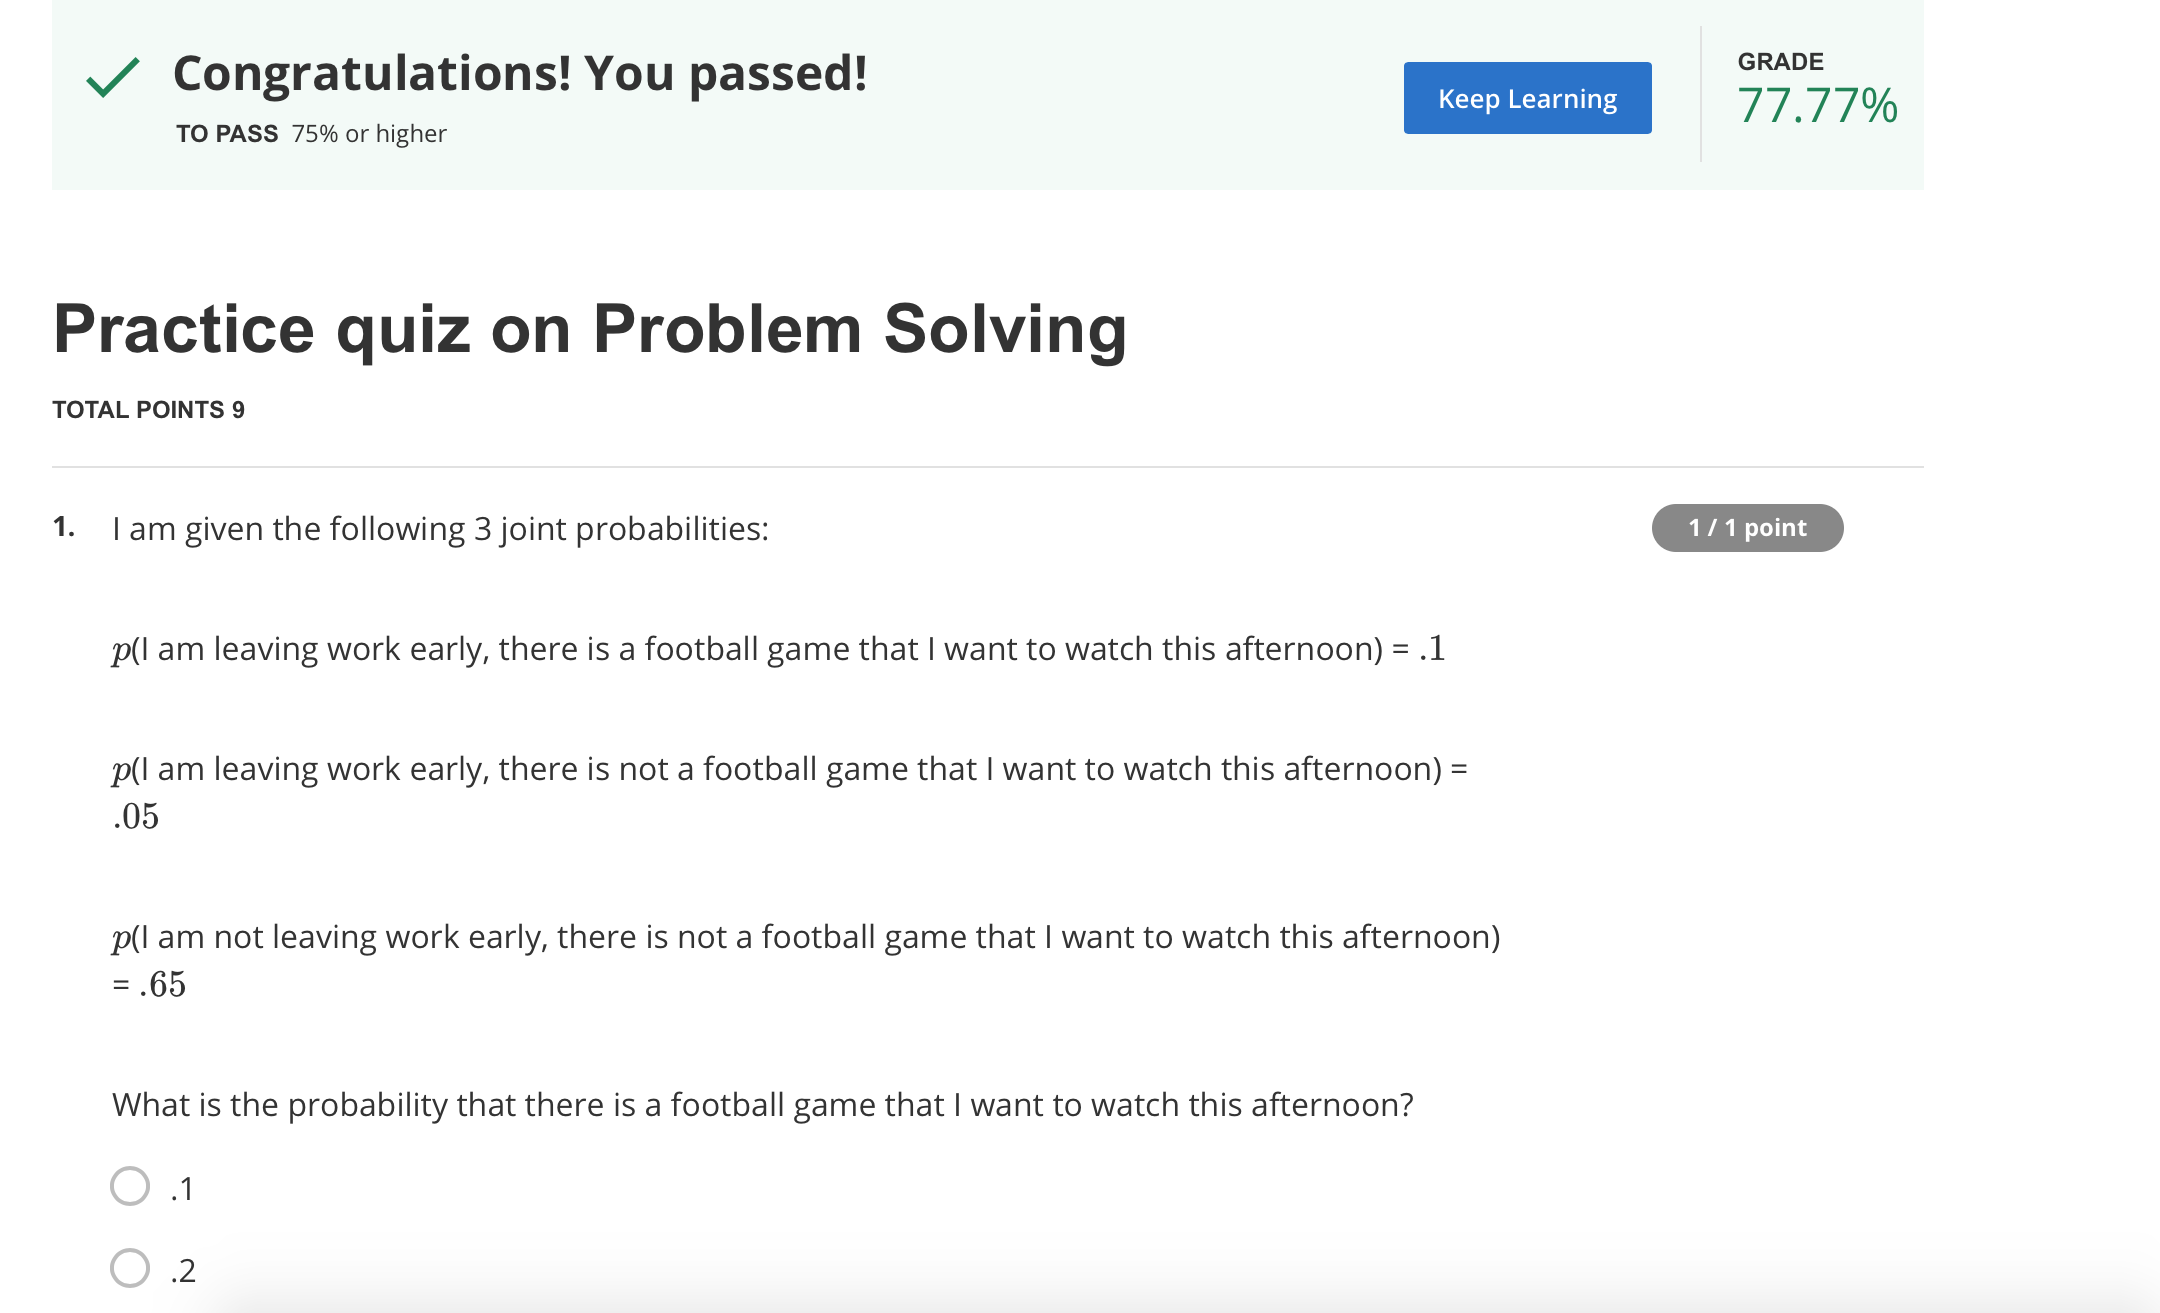 Congratulations! You passed!
TO PASS 75% or higher
Keep Learning
GRADE
77.77%
Practice quiz on Problem Solving
TOTAL POINTS 9
1. I am given the following 3 joint probabilities:
1 / 1 point
p(I am leaving work early, there is a football game that I want to watch this afternoon) = .1
p(I am leaving work early, there is not a football game that I want to watch this afternoon) =
.05
p(I am not leaving work early, there is not a football game that I want to watch this afternoon)
= .65
What is the probability that there is a football game that I want to watch this afternoon?
.1
.2